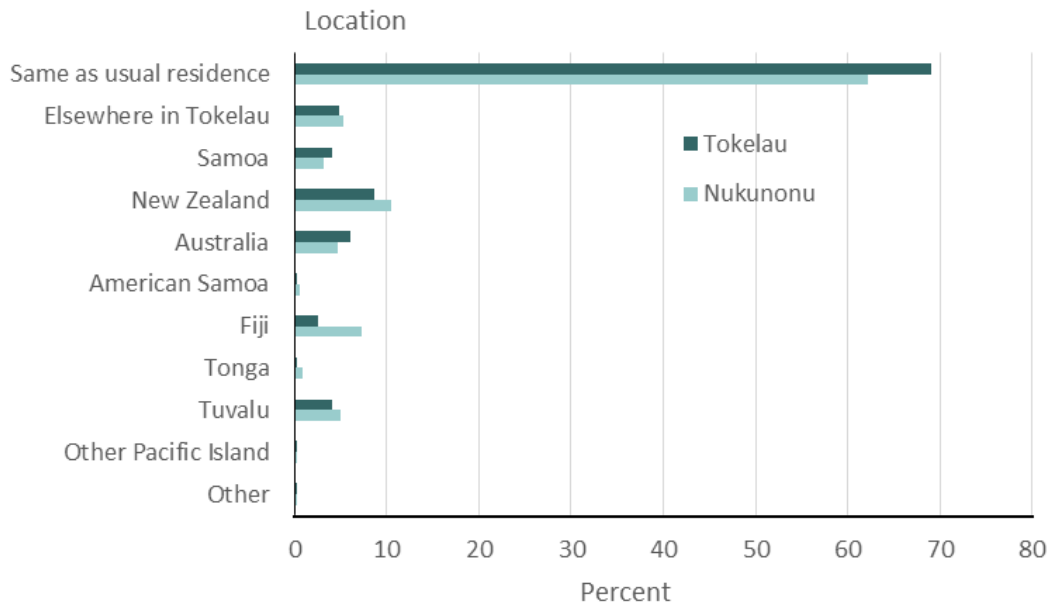 Location
Same as usual residence
Elsewhere in Tokelau
Samoa
New Zealand
Australia
American Samoa
Fiji
Tonga
Tuvalu
Other Pacific Island
Other
Tokelau
Nukunonu
0 10 20 30 40 50 60 70 80
Percent